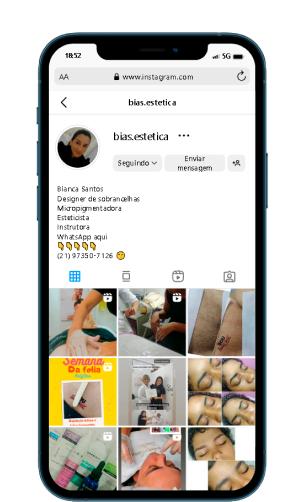 18:52
5G
AA
www.instagram.com
bias.estetica
bias.estetica
Seguindo
Enviar
mensagem
Bianca Santos
Designer de sobrancelhas
Micropigmentadora
Esteticista
Instrutora
WhatsApp aqui
👇👇👇👇👇
(21) 97350-7126
Semana
Da folia